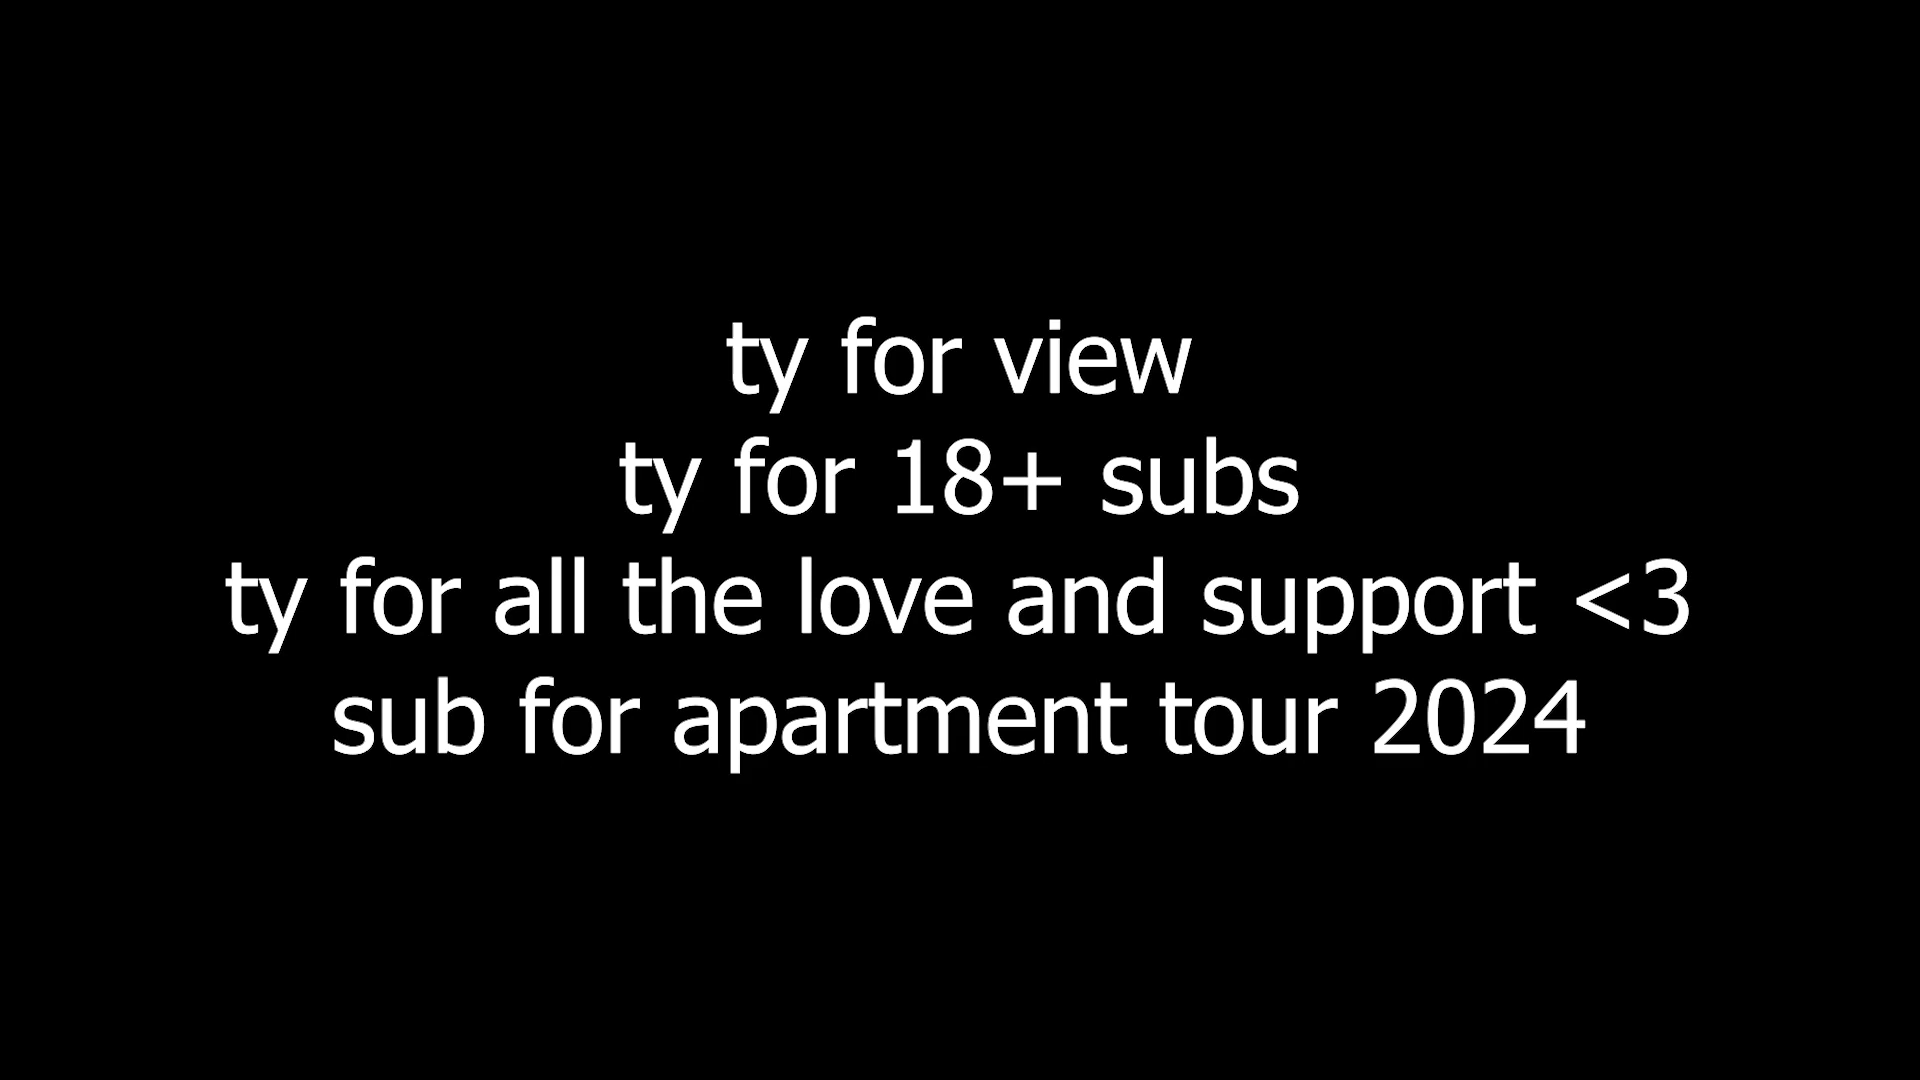 ty for view
ty for 18+ subs
ty for all the love and support <3
sub for apartment tour 2024